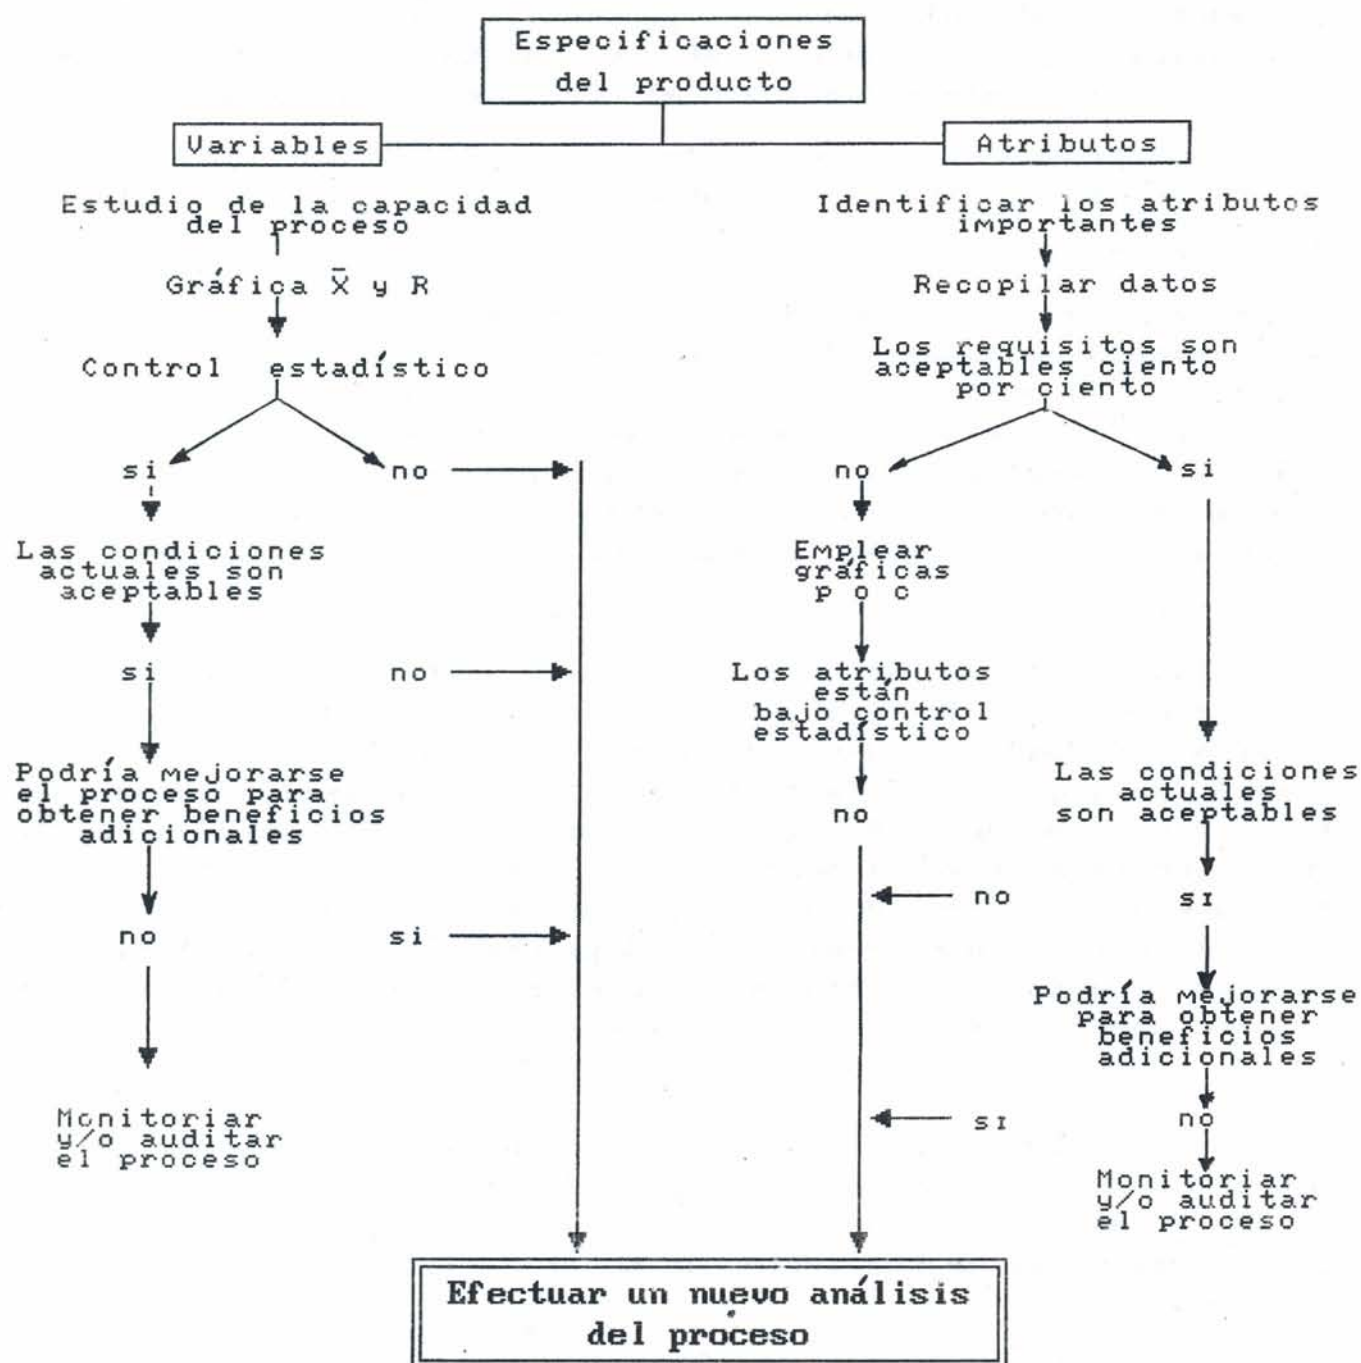 Especificaciones
del producto
Variables
Atributos
Estudio de la capacidad
del proceso
Gráfica X̄ y R
Control estadístico
si
no
Las condiciones
actuales son
aceptables
si
no
Podría mejorarse
el proceso para
obtener beneficios
adicionales
no
si
Monitoriar
y/o auditar
el proceso
Identificar los atributos
importantes
Recopilar datos
Los requisitos son
aceptables ciento
por ciento
no
si
Emplear
gráficas
p o c
Los atributos
están
bajo control
estadístico
no
Las condiciones
actuales
son aceptables
no
si
Podría mejorarse
para obtener
beneficios
adicionales
si
no
Monitoriar
y/o auditar
el proceso
Efectuar un nuevo análisis
del proceso